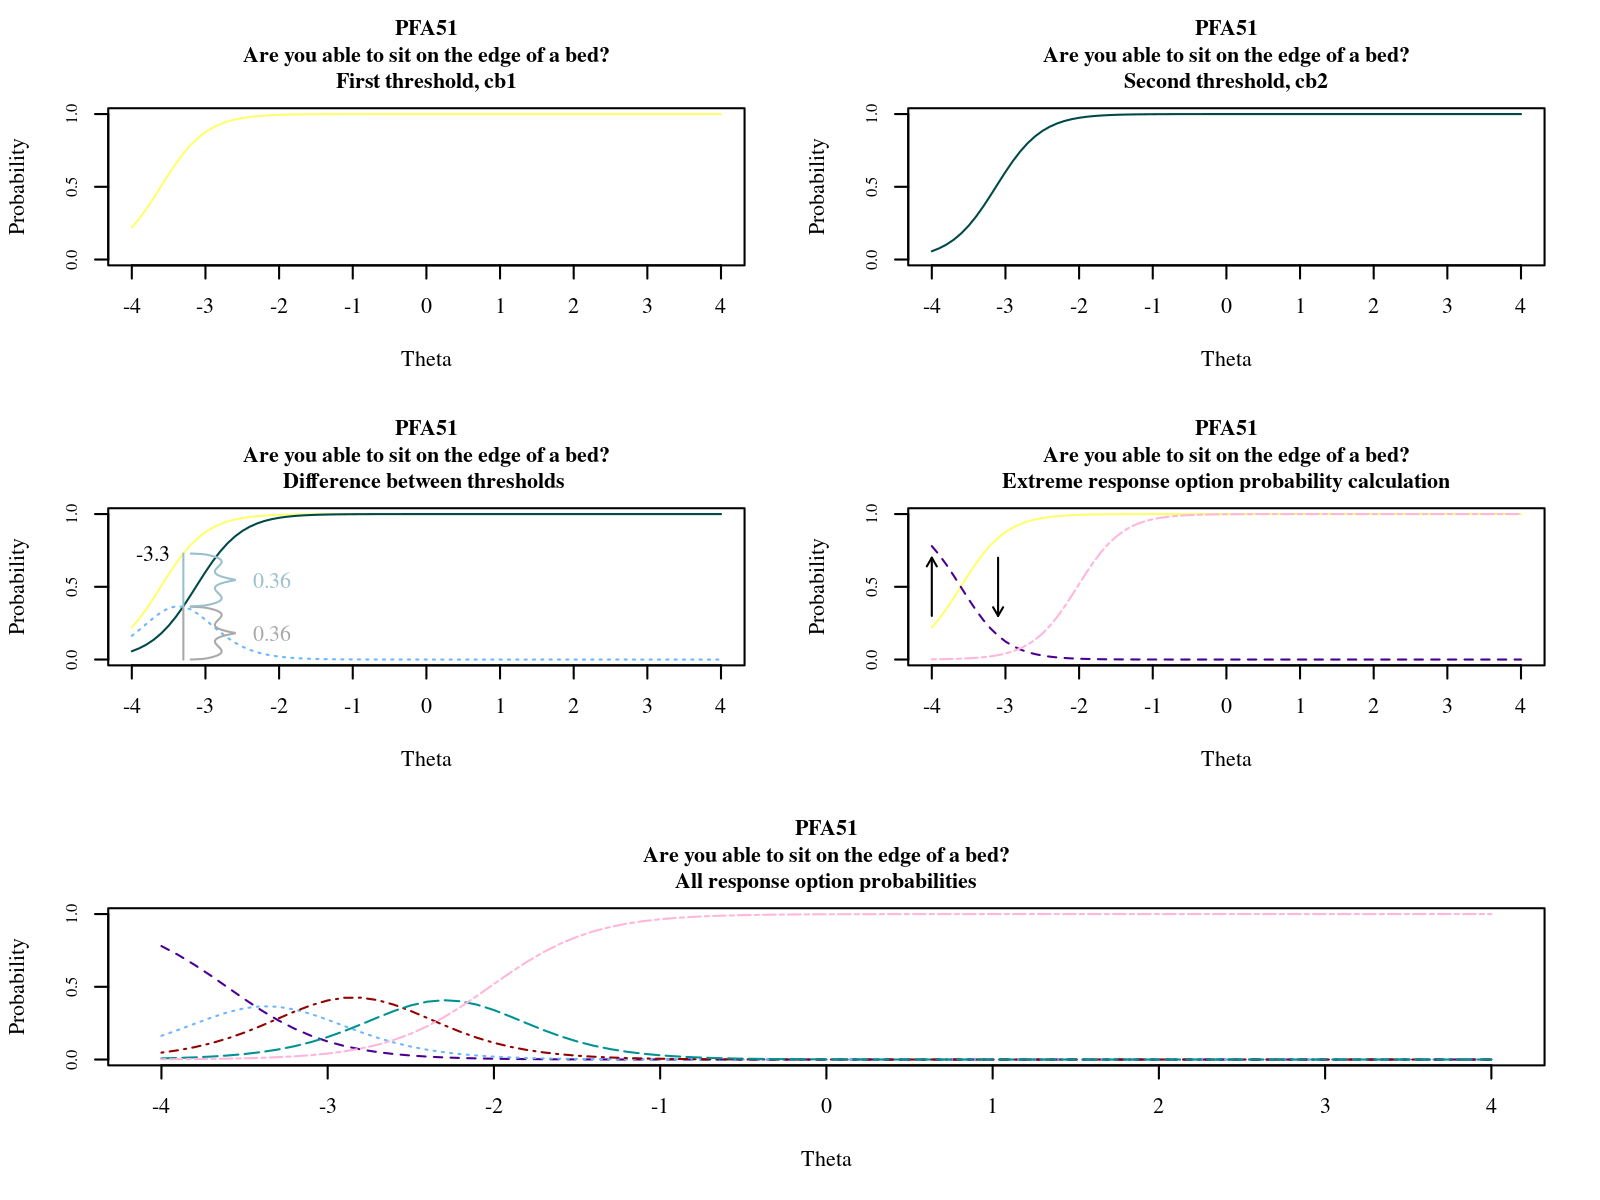 PFA51
Are you able to sit on the edge of a bed?
First threshold, cb1
Probability
0.0 0.5 1.0
-4 -3 -2 -1 0 1 2 3 4
Theta
PFA51
Are you able to sit on the edge of a bed?
Second threshold, cb2
Probability
0.0 0.5 1.0
-4 -3 -2 -1 0 1 2 3 4
Theta
PFA51
Are you able to sit on the edge of a bed?
Difference between thresholds
Probability
0.0 0.5 1.0
-3.3
0.36
0.36
-4 -3 -2 -1 0 1 2 3 4
Theta
PFA51
Are you able to sit on the edge of a bed?
Extreme response option probability calculation
Probability
0.0 0.5 1.0
-4 -3 -2 -1 0 1 2 3 4
Theta
PFA51
Are you able to sit on the edge of a bed?
All response option probabilities
Probability
0.0 0.5 1.0
-4 -3 -2 -1 0 1 2 3 4
Theta